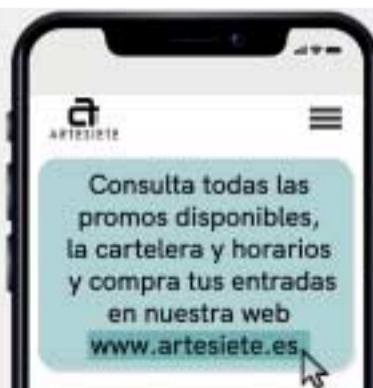 ARTESIETE
Consulta todas las
promos disponibles,
la cartelera y horarios
y compra tus entradas
en nuestra web
www.artesiete.es